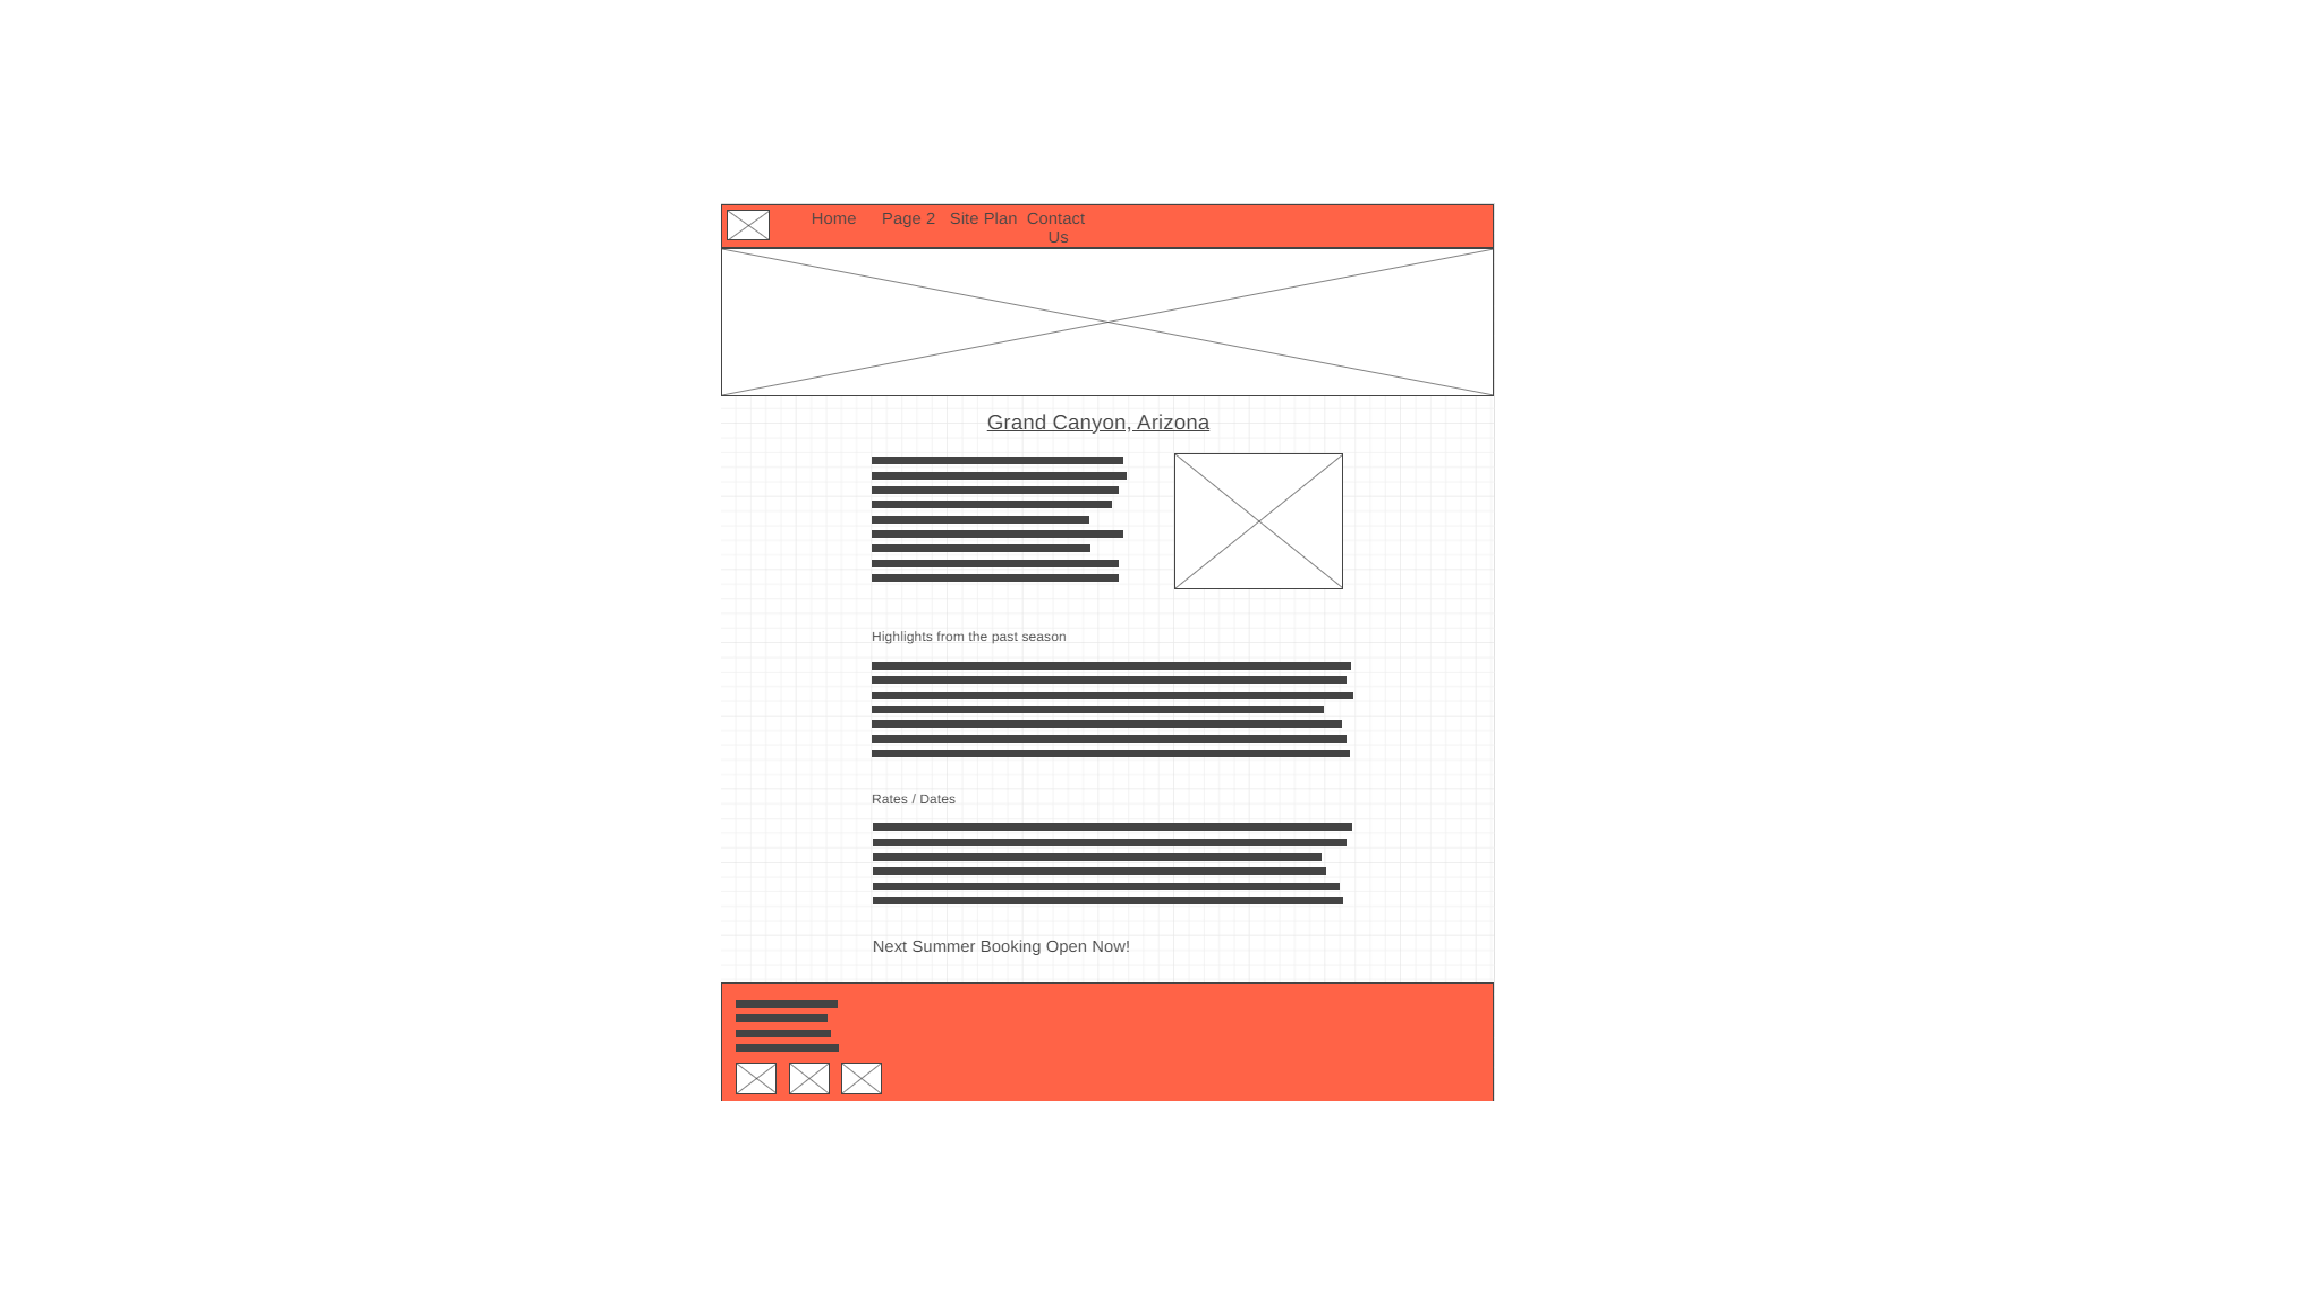 Home Page 2 Site Plan Contact
Us
Grand Canyon, Arizona
Highlights from the past season
Rates / Dates
Next Summer Booking Open Now!